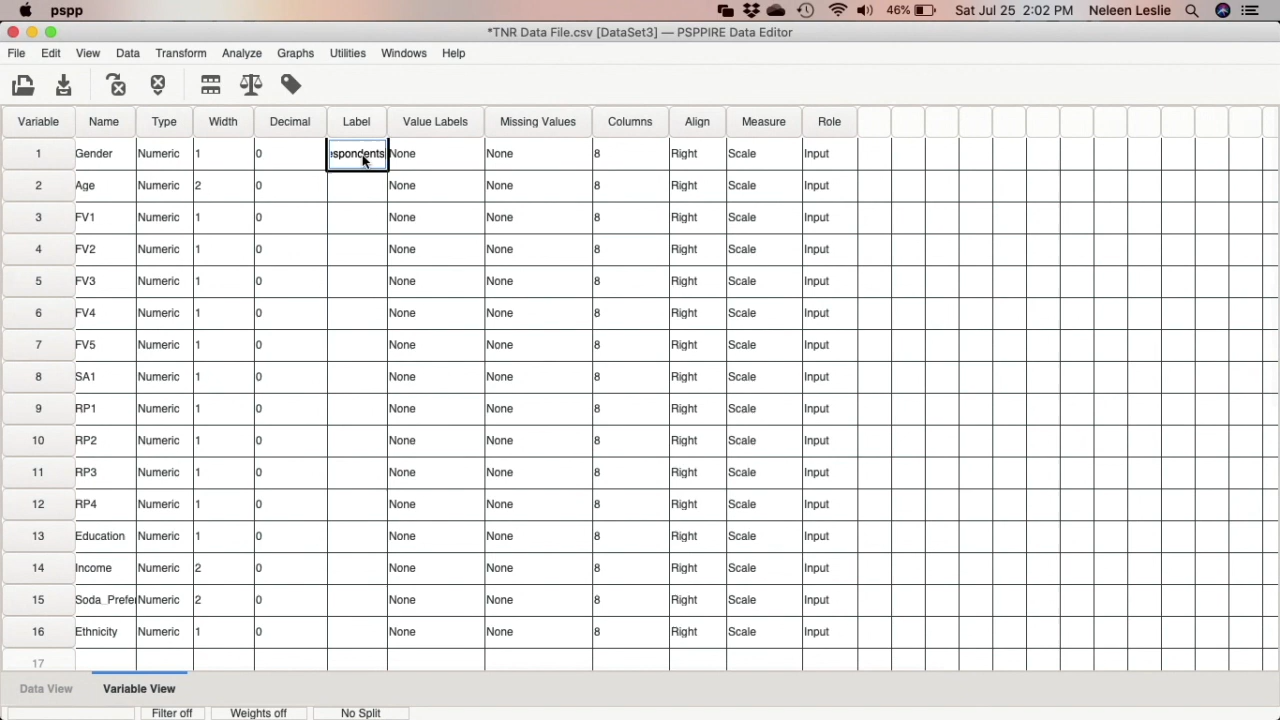 pspp 46% Sat Jul 25 2:02 PM Neleen Leslie
*TNR Data File.csv [DataSet3] — PSPPIRE Data Editor
File Edit View Data Transform Analyze Graphs Utilities Windows Help
Variable Name Type Width Decimal Label Value Labels Missing Values Columns Align Measure Role
1 Gender Numeric 1 0 spondents None None 8 Right Scale Input
2 Age Numeric 2 0 None None 8 Right Scale Input
3 FV1 Numeric 1 0 None None 8 Right Scale Input
4 FV2 Numeric 1 0 None None 8 Right Scale Input
5 FV3 Numeric 1 0 None None 8 Right Scale Input
6 FV4 Numeric 1 0 None None 8 Right Scale Input
7 FV5 Numeric 1 0 None None 8 Right Scale Input
8 SA1 Numeric 1 0 None None 8 Right Scale Input
9 RP1 Numeric 1 0 None None 8 Right Scale Input
10 RP2 Numeric 1 0 None None 8 Right Scale Input
11 RP3 Numeric 1 0 None None 8 Right Scale Input
12 RP4 Numeric 1 0 None None 8 Right Scale Input
13 Education Numeric 1 0 None None 8 Right Scale Input
14 Income Numeric 2 0 None None 8 Right Scale Input
15 Soda_Prefe Numeric 2 0 None None 8 Right Scale Input
16 Ethnicity Numeric 1 0 None None 8 Right Scale Input
17
Data View Variable View
Filter off Weights off No Split